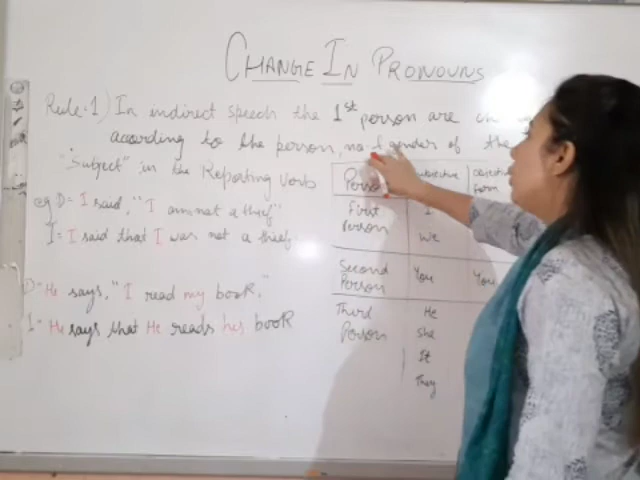 CHANGE IN PRONOUNS
Rule:1) In indirect speech the 1st person are
according to the person, no. & gender of the
"Subject" in the Reporting Verb
eg D= I said, "I am not a thief"
I= I said that I was not a thief.
D= He says, "I read my book."
I= He says that He reads his book
First Person I
We
Second Person You You
Third Person He
She
It
They